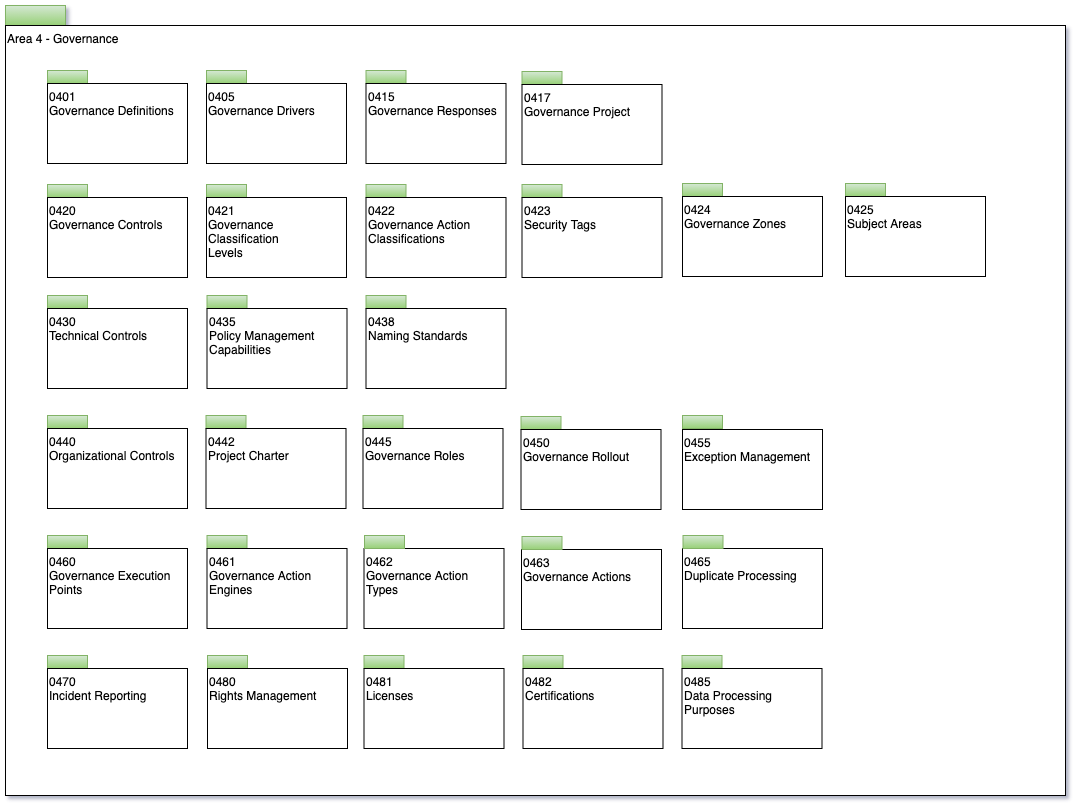 Area 4 - Governance
0401
Governance Definitions
0405
Governance Drivers
0415
Governance Responses
0417
Governance Project
0420
Governance Controls
0421
Governance
Classification
Levels
0422
Governance Action
Classifications
0423
Security Tags
0424
Governance Zones
0425
Subject Areas
0430
Technical Controls
0435
Policy Management
Capabilities
0438
Naming Standards
0440
Organizational Controls
0442
Project Charter
0445
Governance Roles
0450
Governance Rollout
0455
Exception Management
0460
Governance Execution
Points
0461
Governance Action
Engines
0462
Governance Action
Types
0463
Governance Actions
0465
Duplicate Processing
0470
Incident Reporting
0480
Rights Management
0481
Licenses
0482
Certifications
0485
Data Processing
Purposes